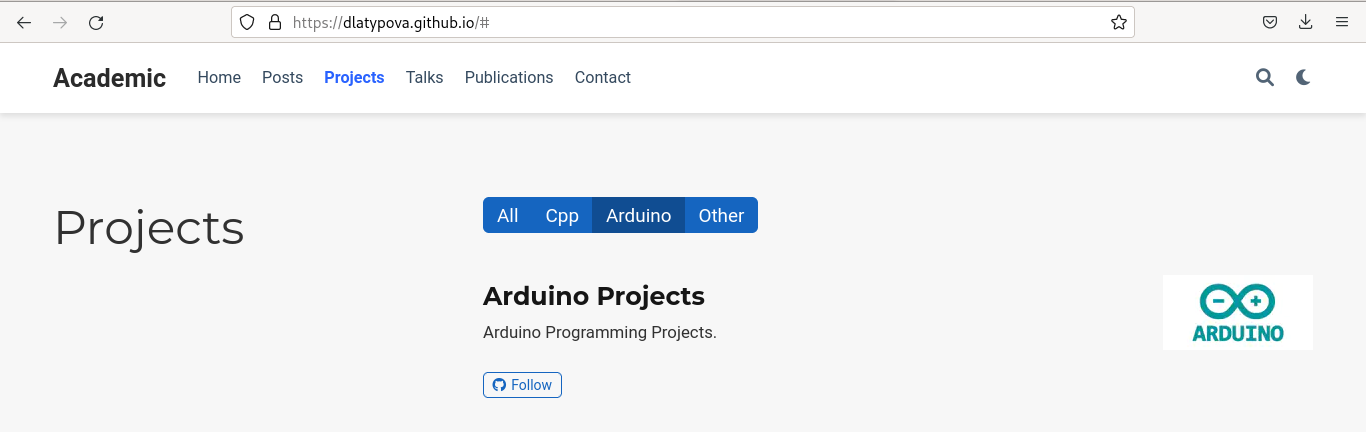 https://dlatypova.github.io/#
Academic Home Posts Projects Talks Publications Contact
Projects
All Cpp Arduino Other
Arduino Projects
Arduino Programming Projects.
Follow
ARDUINO